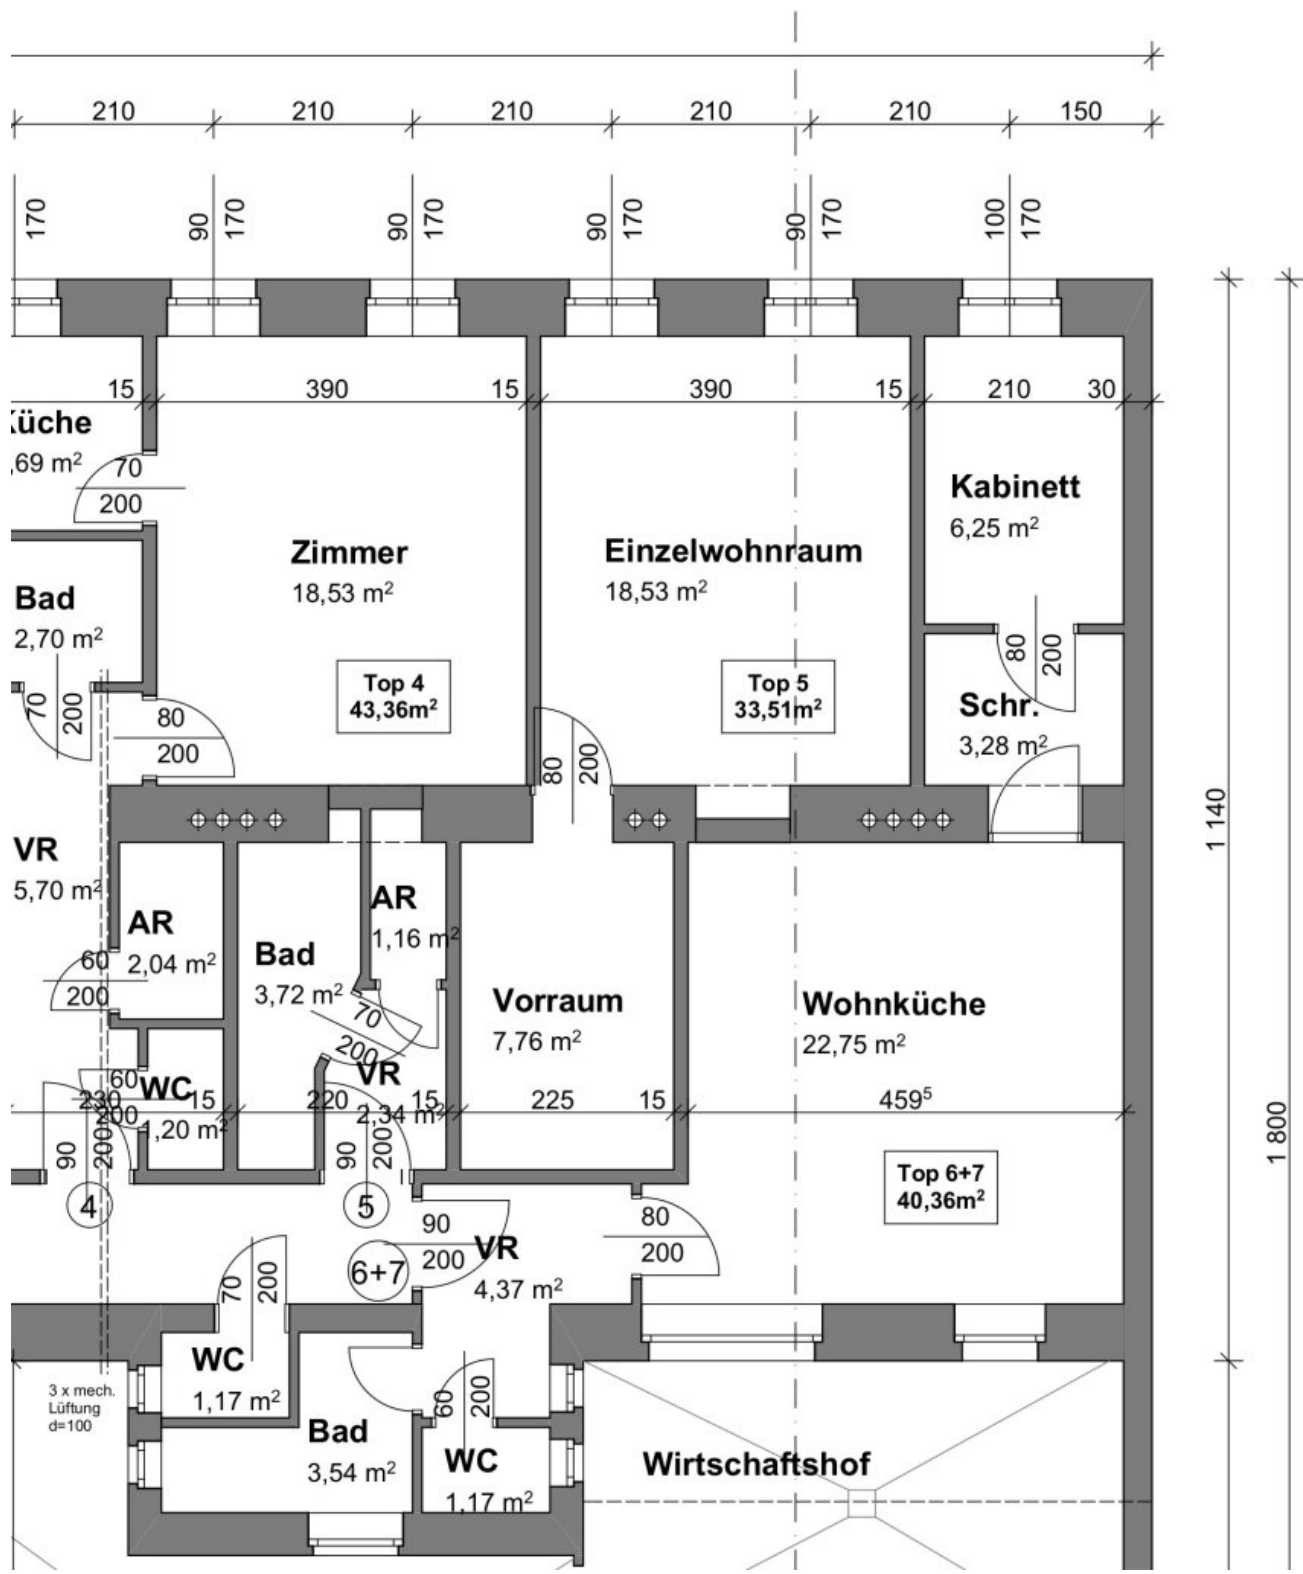 210 210 210 210 210 150
170 90 170 90 170 90 170 90 170 100 170
15 390 15 390 15 210 30
Küche
,69 m²
70
200
Kabinett
6,25 m²
Zimmer
18,53 m²
Einzelwohnraum
18,53 m²
Bad
2,70 m²
70 200
80
200
80 200
Top 4
43,36m²
Top 5
33,51m²
Schr.
3,28 m²
80 200
1 140
1 800
VR
5,70 m²
AR
2,04 m²
60
200
Bad
3,72 m²
AR
1,16 m²
70
200
Vorraum
7,76 m²
Wohnküche
22,75 m²
VR
2,34 m²
60
200
WC
1,20 m²
230 15 220 15 225 15 459⁵
90 200
90 200
4
5
6+7
Top 6+7
40,36m²
90
200
VR
4,37 m²
80
200
70 200
WC
1,17 m²
3 x mech.
Lüftung
d=100
Bad
3,54 m²
60 200
WC
1,17 m²
Wirtschaftshof